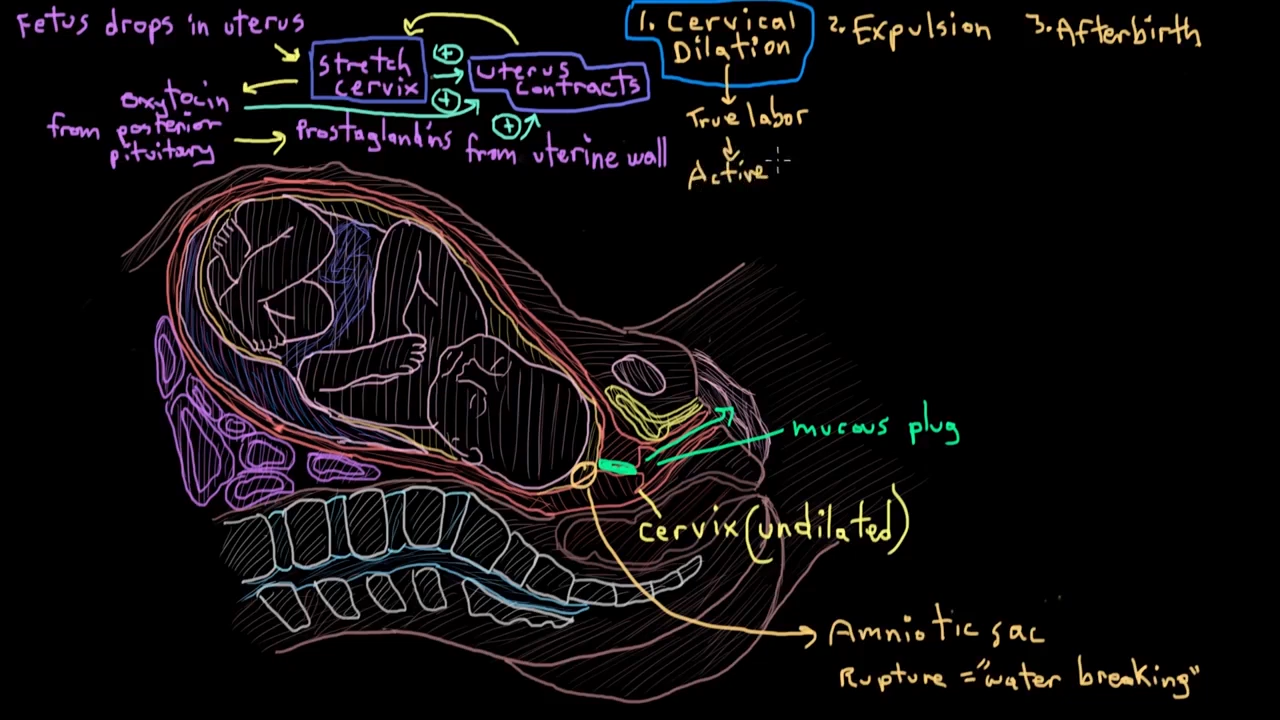 Fetus drops in uterus
stretch
cervix
+
+
uterus
contracts
oxytocin
from posterior
pituitary
Prostaglandins from uterine wall
+
1. Cervical
Dilation
2. Expulsion
3. Afterbirth
True labor
Active
mucous plug
cervix (undilated)
Amniotic sac
Rupture = "water breaking"